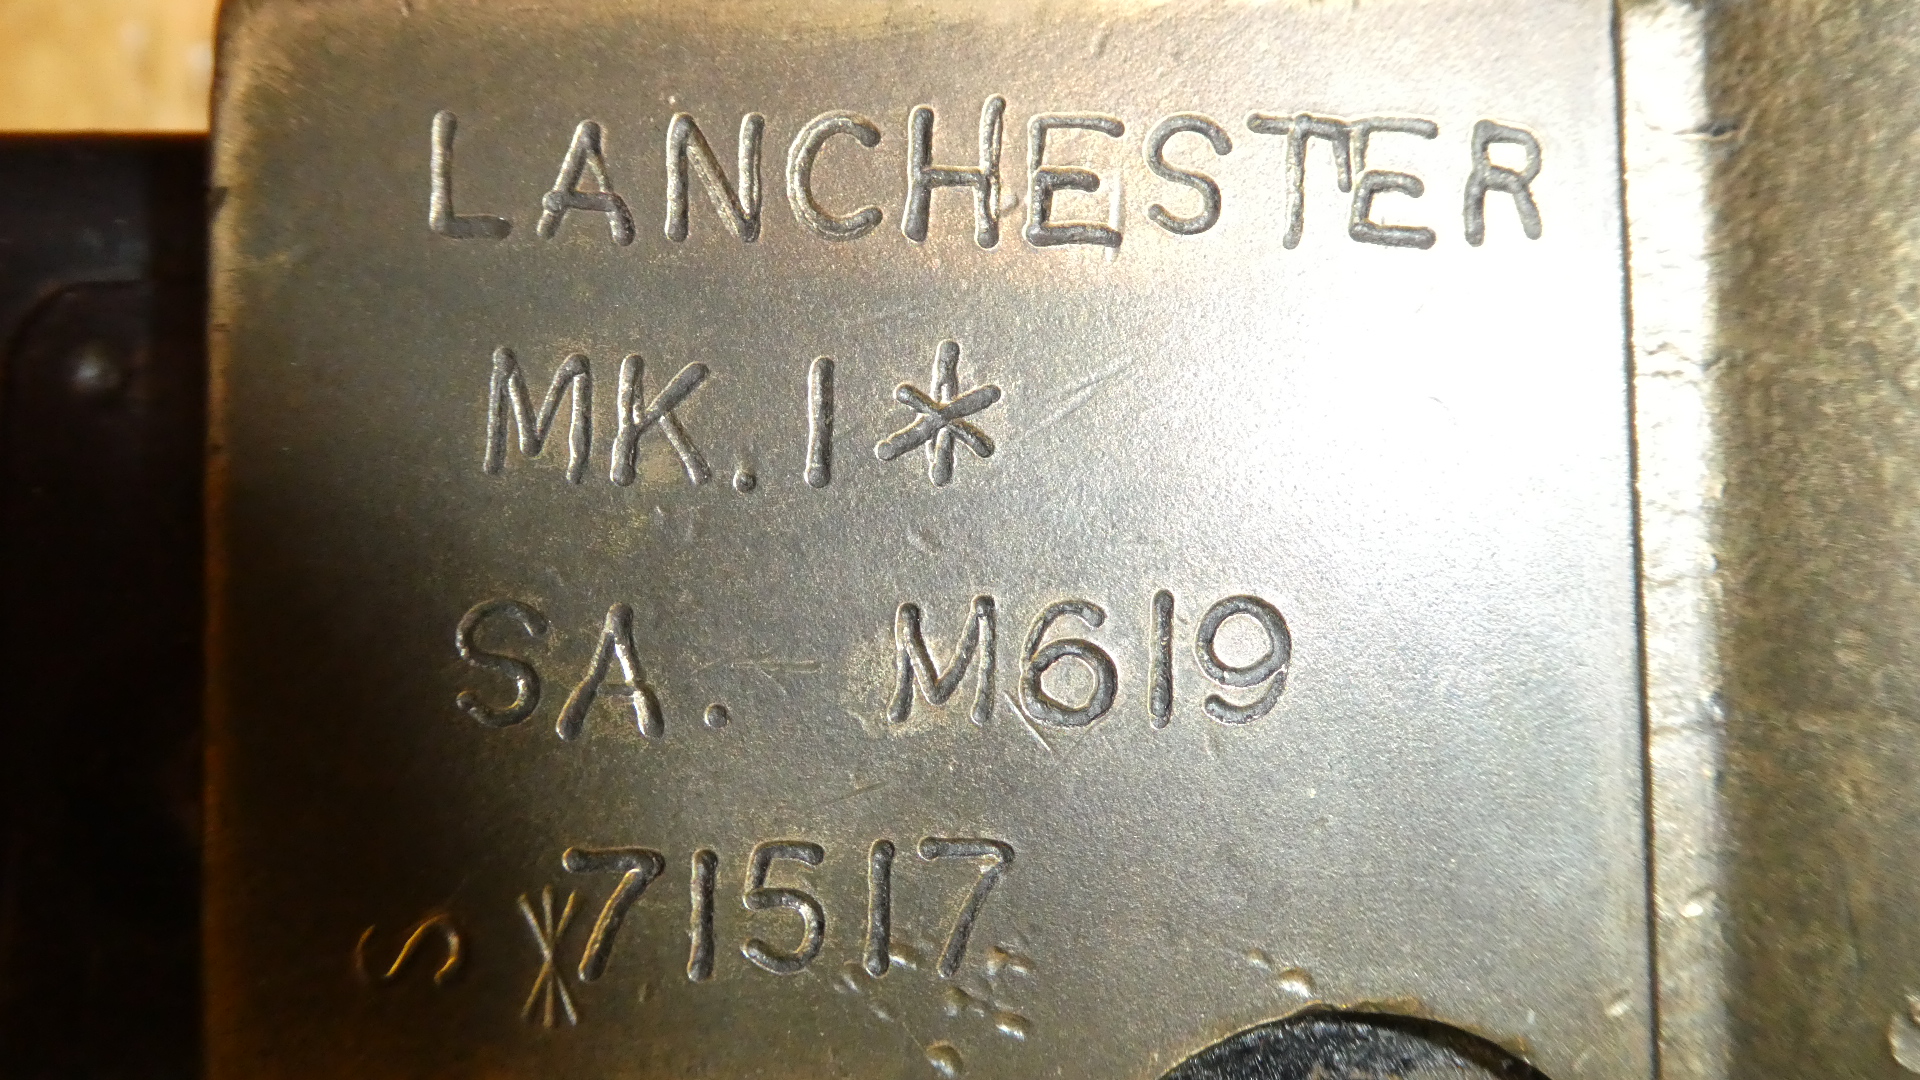 LANCHESTER
MK.I*
SA. M619
71517
S